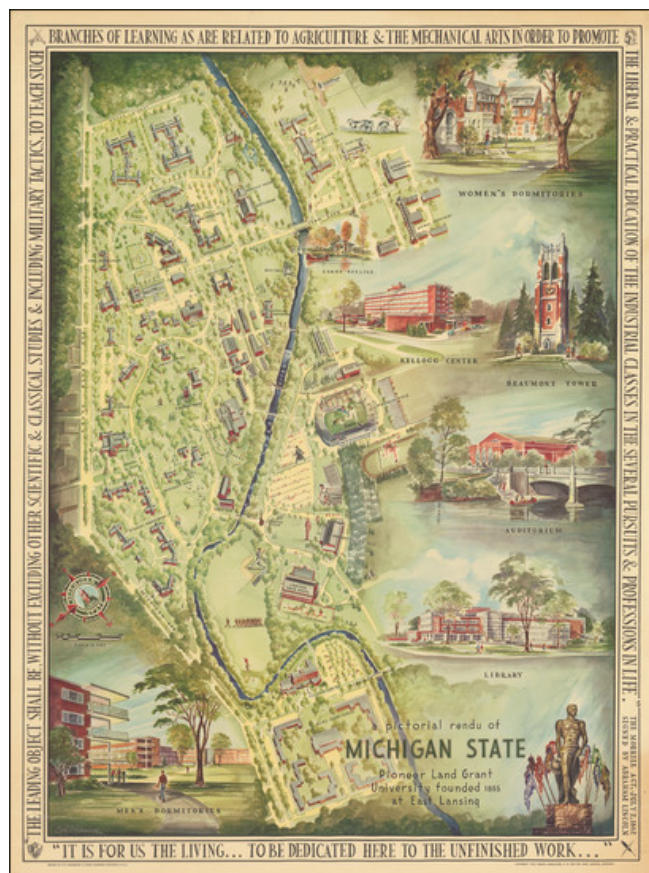 BRANCHES OF LEARNING AS ARE RELATED TO AGRICULTURE & THE MECHANICAL ARTS IN ORDER TO PROMOTE
THE LIBERAL & PRACTICAL EDUCATION OF THE INDUSTRIAL CLASSES IN THE SEVERAL PURSUITS & PROFESSIONS IN LIFE.
THE MORRILL ACT, JULY 2, 1862
SIGNED BY ABRAHAM LINCOLN
THE LEADING OBJECT SHALL BE WITHOUT EXCLUDING OTHER SCIENTIFIC & CLASSICAL STUDIES & INCLUDING MILITARY TACTICS, TO TEACH SUCH
WOMEN'S DORMITORIES
KELLOGG CENTER
BEAUMONT TOWER
AUDITORIUM
LIBRARY
MEN'S DORMITORIES
a pictorial rendu of
MICHIGAN STATE
Pioneer Land Grant
University founded 1855
at East Lansing
"IT IS FOR US THE LIVING... TO BE DEDICATED HERE TO THE UNFINISHED WORK..."